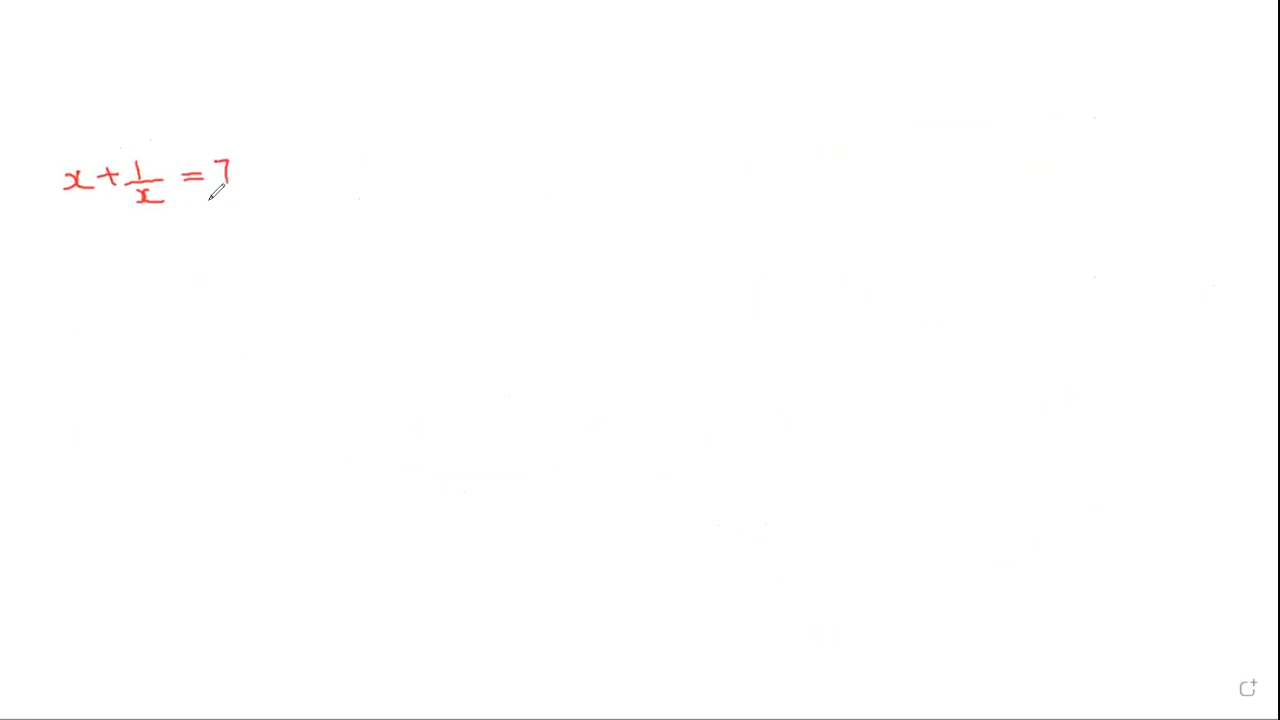 x + 1/x = 7